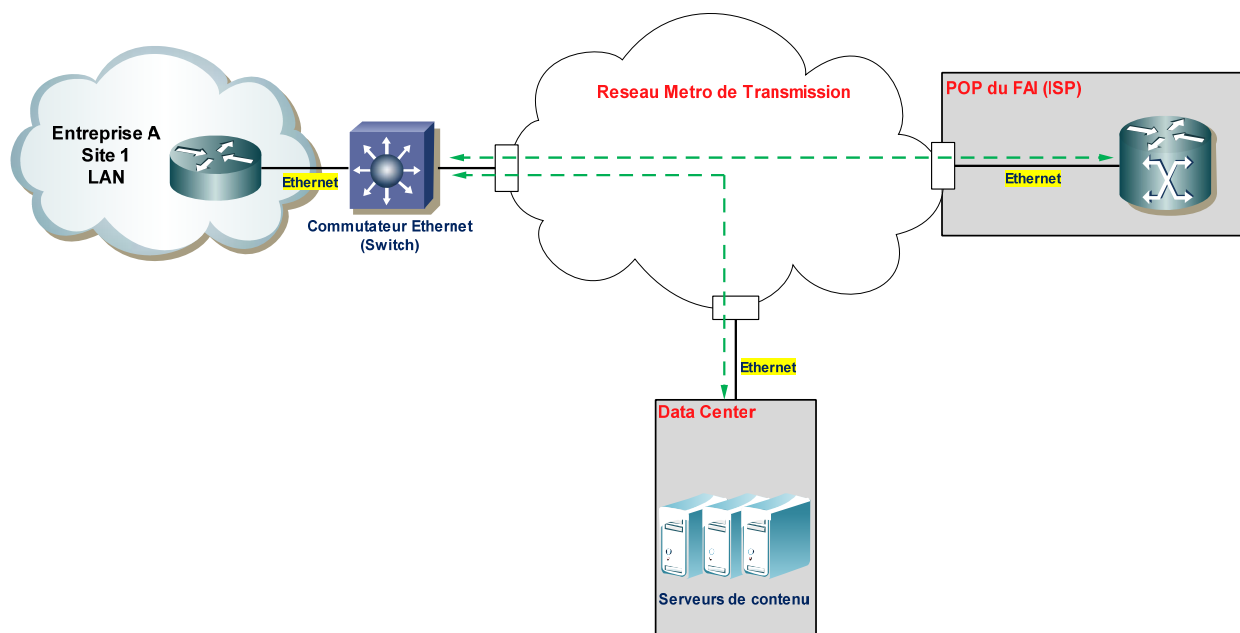 Reseau Metro de Transmission
POP du FAI (ISP)
Entreprise A
Site 1
LAN
Ethernet
Commutateur Ethernet
(Switch)
Ethernet
Ethernet
Data Center
Serveurs de contenu